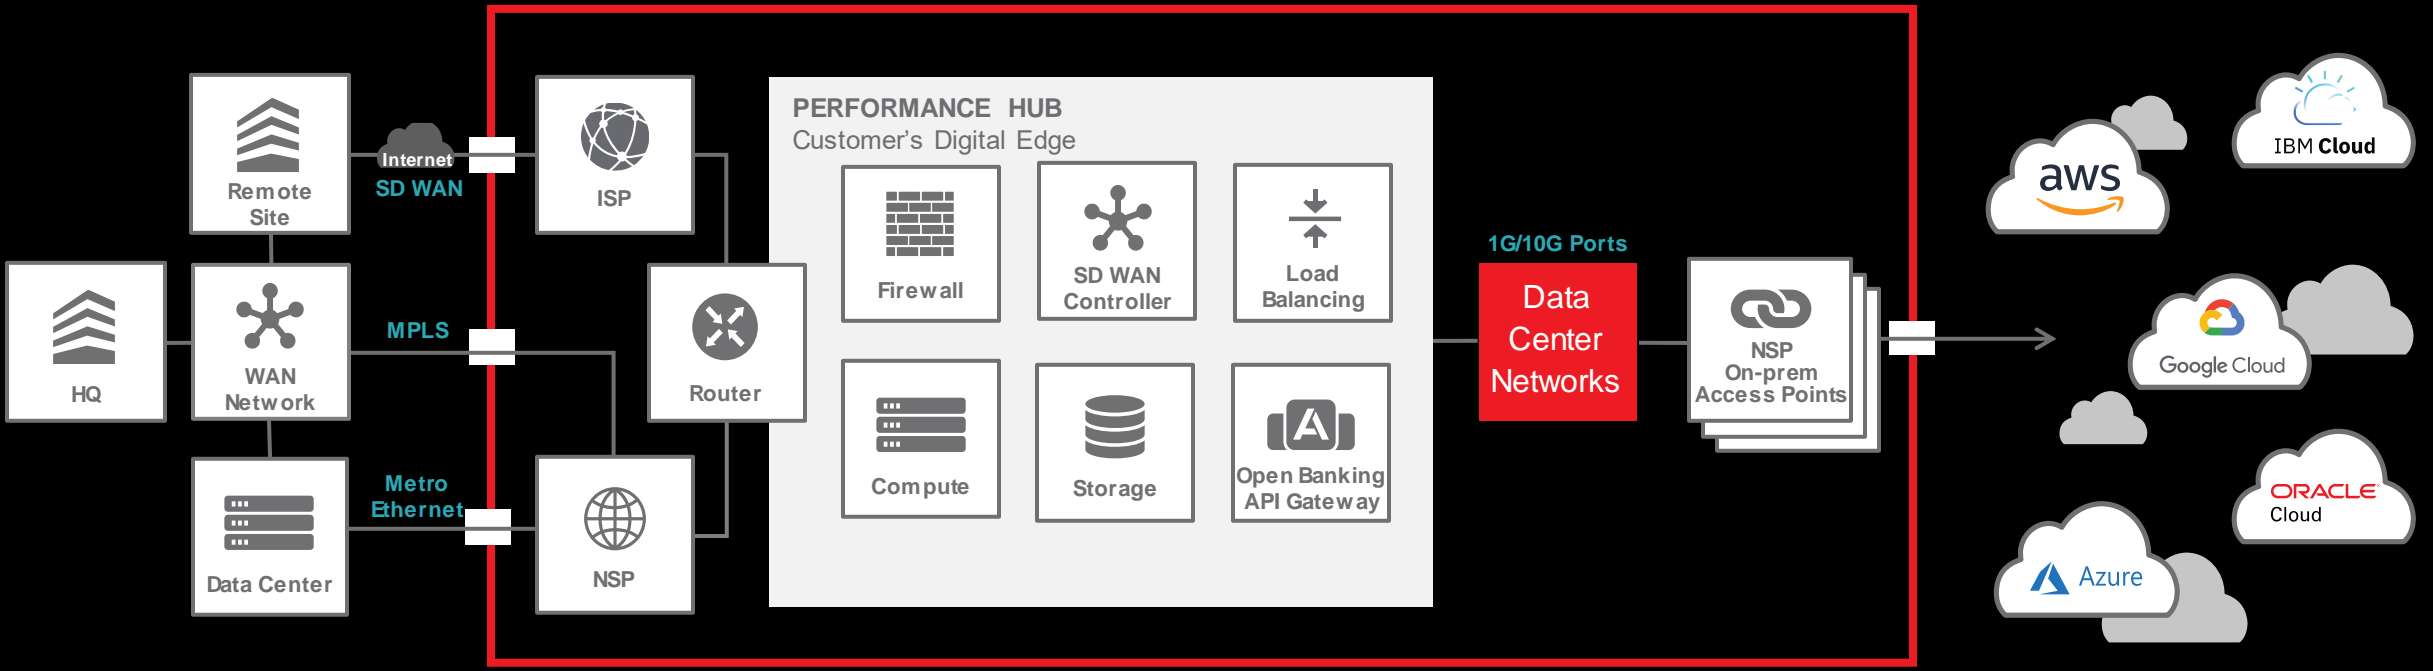 Remote
Site
Internet
SD WAN
HQ
WAN
Network
MPLS
Data Center
Metro
Ethernet
ISP
NSP
Router
PERFORMANCE HUB
Customer's Digital Edge
Firewall
SD WAN
Controller
Load
Balancing
Compute
Storage
Open Banking
API Gateway
1G/10G Ports
Data
Center
Networks
NSP
On-prem
Access Points
aws
IBM Cloud
Google Cloud
ORACLE
Cloud
Azure